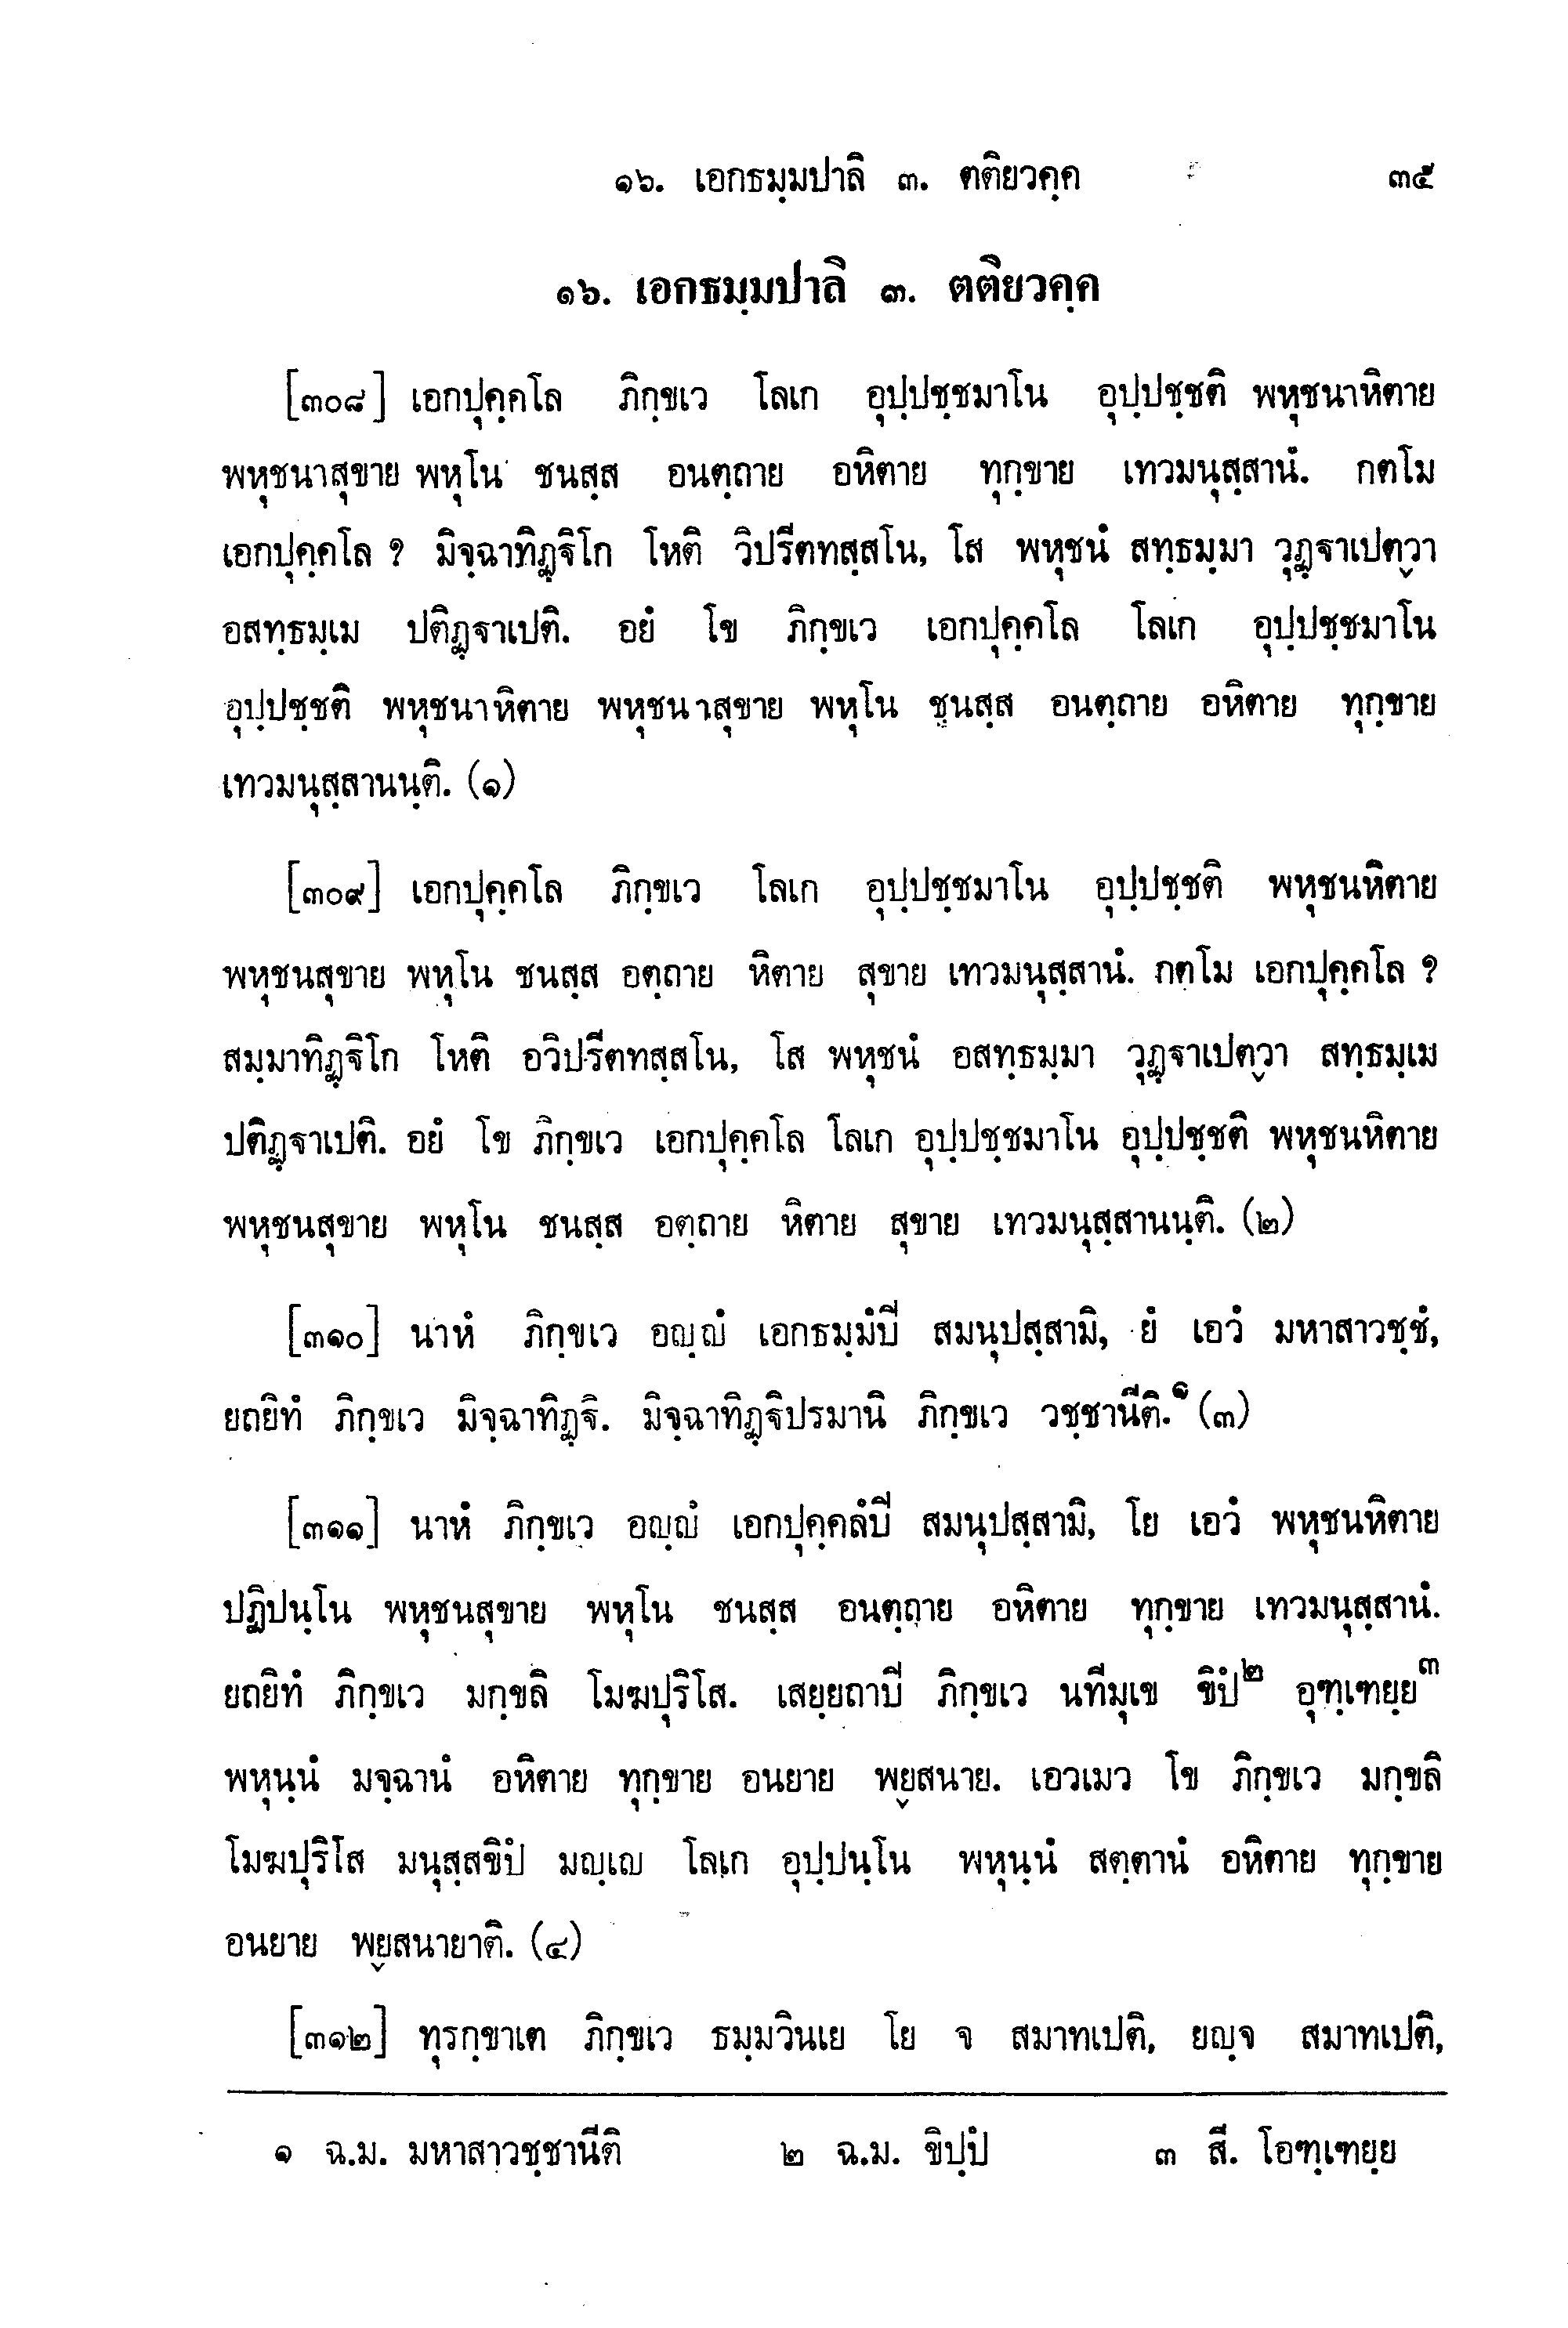 ๑๖. เอกธมฺมปาลิ ๓. ตติยวคฺค ๓๕
๑๖. เอกธมฺมปาลิ ๓. ตติยวคฺค
[๓๐๘] เอกปุคฺคโล ภิกฺขเว โลเก อุปฺปชฺชมาโน อุปฺปชฺชติ พหุชนาหิตาย
พหุชนาสุขาย พหุโน ชนสฺส อนตฺถาย อหิตาย ทุกฺขาย เทวมนุสฺสานํ. กตโม
เอกปุคฺคโล ? มิจฺฉาทิฏฺฐิโก โหติ วิปรีตทสฺสโน, โส พหุชนํ สทฺธมฺมา วุฏฺฐาเปตฺวา
อสทฺธมฺเม ปติฏฺฐาเปติ. อยํ โข ภิกฺขเว เอกปุคฺคโล โลเก อุปฺปชฺชมาโน
อุปฺปชฺชติ พหุชนาหิตาย พหุชนาสุขาย พหุโน ชนสฺส อนตฺถาย อหิตาย ทุกฺขาย
เทวมนุสฺสานนฺติ. (๑)
[๓๐๙] เอกปุคฺคโล ภิกฺขเว โลเก อุปฺปชฺชมาโน อุปฺปชฺชติ พหุชนหิตาย
พหุชนสุขาย พหุโน ชนสฺส อตฺถาย หิตาย สุขาย เทวมนุสฺสานํ. กตโม เอกปุคฺคโล ?
สมฺมาทิฏฺฐิโก โหติ อวิปรีตทสฺสโน, โส พหุชนํ อสทฺธมฺมา วุฏฺฐาเปตฺวา สทฺธมฺเม
ปติฏฺฐาเปติ. อยํ โข ภิกฺขเว เอกปุคฺคโล โลเก อุปฺปชฺชมาโน อุปฺปชฺชติ พหุชนหิตาย
พหุชนสุขาย พหุโน ชนสฺส อตฺถาย หิตาย สุขาย เทวมนุสฺสานนฺติ. (๒)
[๓๑๐] นาหํ ภิกฺขเว อญฺญํ เอกธมฺมํปี สมนุปสฺสามิ, ยํ เอวํ มหาสาวชฺชํ,
ยถยิทํ ภิกฺขเว มิจฺฉาทิฏฺฐิ. มิจฺฉาทิฏฺฐิปรมานิ ภิกฺขเว วชฺชานีติ.๑ (๓)
[๓๑๑] นาหํ ภิกฺขเว อญฺญํ เอกปุคฺคลํปี สมนุปสฺสามิ, โย เอวํ พหุชนหิตาย
ปฏิปนฺโน พหุชนสุขาย พหุโน ชนสฺส อนตฺถาย อหิตาย ทุกฺขาย เทวมนุสฺสานํ.
ยถยิทํ ภิกฺขเว มกฺขลิ โมฆปุริโส. เสยฺยถาปี ภิกฺขเว นทีมุเข ขิปํ๒ อุฑฺเฑยฺย๓
พหุนฺนํ มจฺฉานํ อหิตาย ทุกฺขาย อนยาย พฺยสนาย. เอวเมว โข ภิกฺขเว มกฺขลิ
โมฆปุริโส มนุสฺสขิปํ มญฺเญ โลเก อุปฺปนฺโน พหุนฺนํ สตฺตานํ อหิตาย ทุกฺขาย
อนยาย พฺยสนายาติ. (๔)
[๓๑๒] ทุรกฺขาเต ภิกฺขเว ธมฺมวินเย โย จ สมาทเปติ, ยญฺจ สมาทเปติ,
๑ ฉ.ม. มหาสาวชฺชานีติ ๒ ฉ.ม. ขิปฺปํ ๓ สี. โอฑฺเฑยฺย